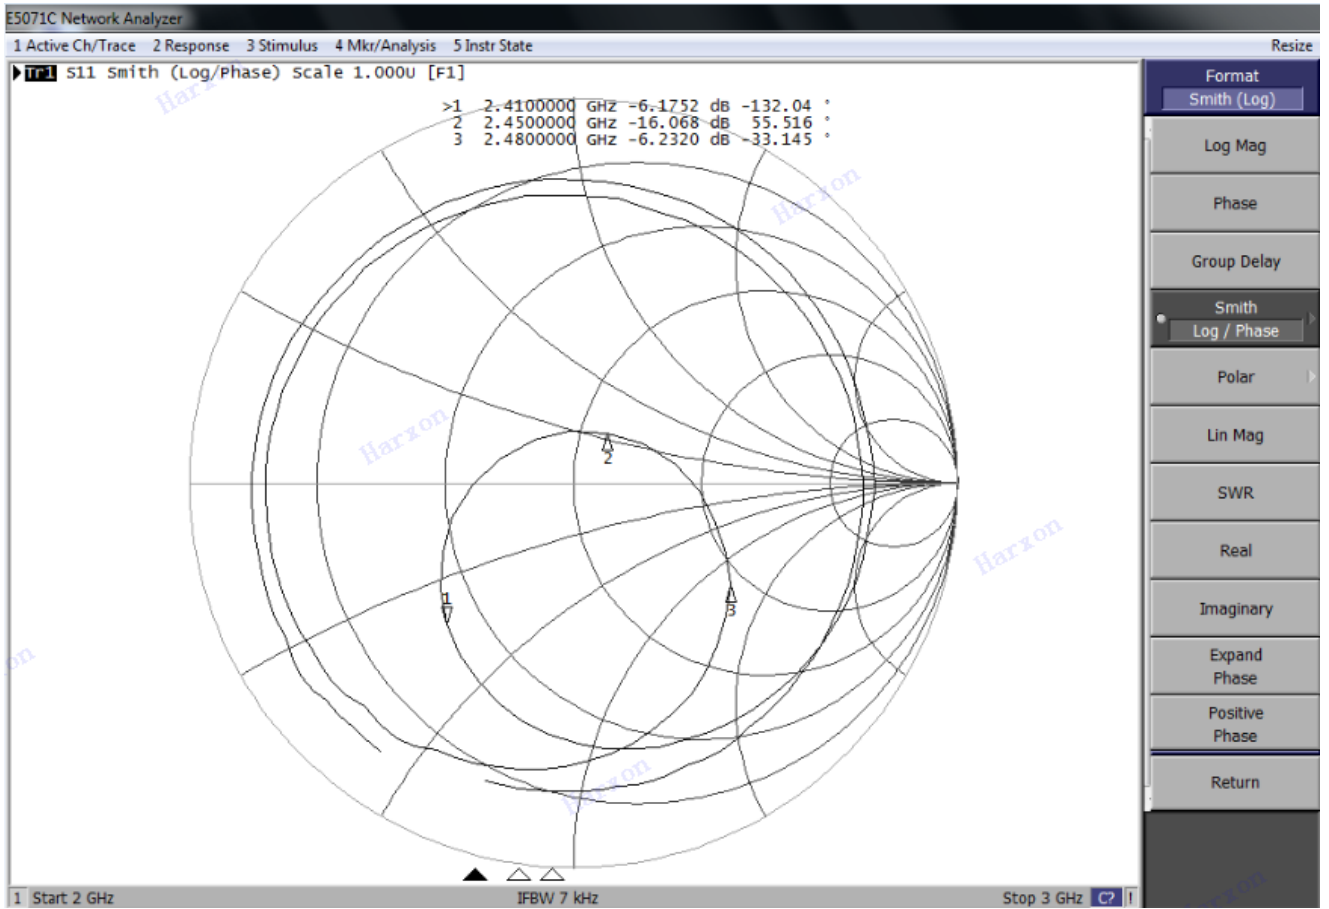 E5071C Network Analyzer
1 Active Ch/Trace 2 Response 3 Stimulus 4 Mkr/Analysis 5 Instr State Resize
Tr1 S11 Smith (Log/Phase) Scale 1.000U [F1]
>1 2.4100000 GHz -6.1752 dB -132.04 °
2 2.4500000 GHz -16.068 dB 55.516 °
3 2.4800000 GHz -6.2320 dB -33.145 °
Harxon
Harxon
Harxon
Harxon
on
Harxon
Harxon
2
1
3
Format
Smith (Log)
Log Mag
Phase
Group Delay
Smith
Log / Phase
Polar
Lin Mag
SWR
Real
Imaginary
Expand
Phase
Positive
Phase
Return
1 Start 2 GHz IFBW 7 kHz Stop 3 GHz C? !